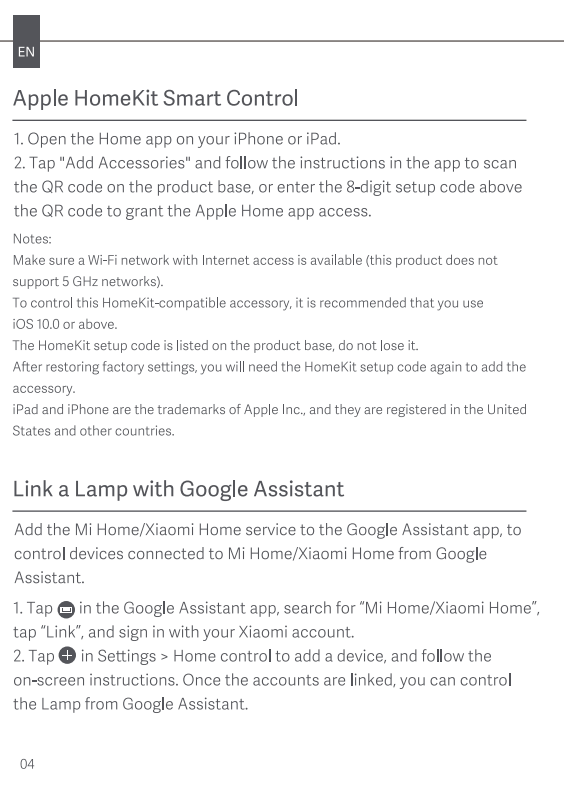 EN
Apple HomeKit Smart Control
1. Open the Home app on your iPhone or iPad.
2. Tap "Add Accessories" and follow the instructions in the app to scan
the QR code on the product base, or enter the 8-digit setup code above
the QR code to grant the Apple Home app access.
Notes:
Make sure a Wi-Fi network with Internet access is available (this product does not
support 5 GHz networks).
To control this HomeKit-compatible accessory, it is recommended that you use
iOS 10.0 or above.
The HomeKit setup code is listed on the product base, do not lose it.
After restoring factory settings, you will need the HomeKit setup code again to add the
accessory.
iPad and iPhone are the trademarks of Apple Inc., and they are registered in the United
States and other countries.
Link a Lamp with Google Assistant
Add the Mi Home/Xiaomi Home service to the Google Assistant app, to
control devices connected to Mi Home/Xiaomi Home from Google
Assistant.
1. Tap in the Google Assistant app, search for “Mi Home/Xiaomi Home”,
tap “Link”, and sign in with your Xiaomi account.
2. Tap in Settings > Home control to add a device, and follow the
on-screen instructions. Once the accounts are linked, you can control
the Lamp from Google Assistant.
04